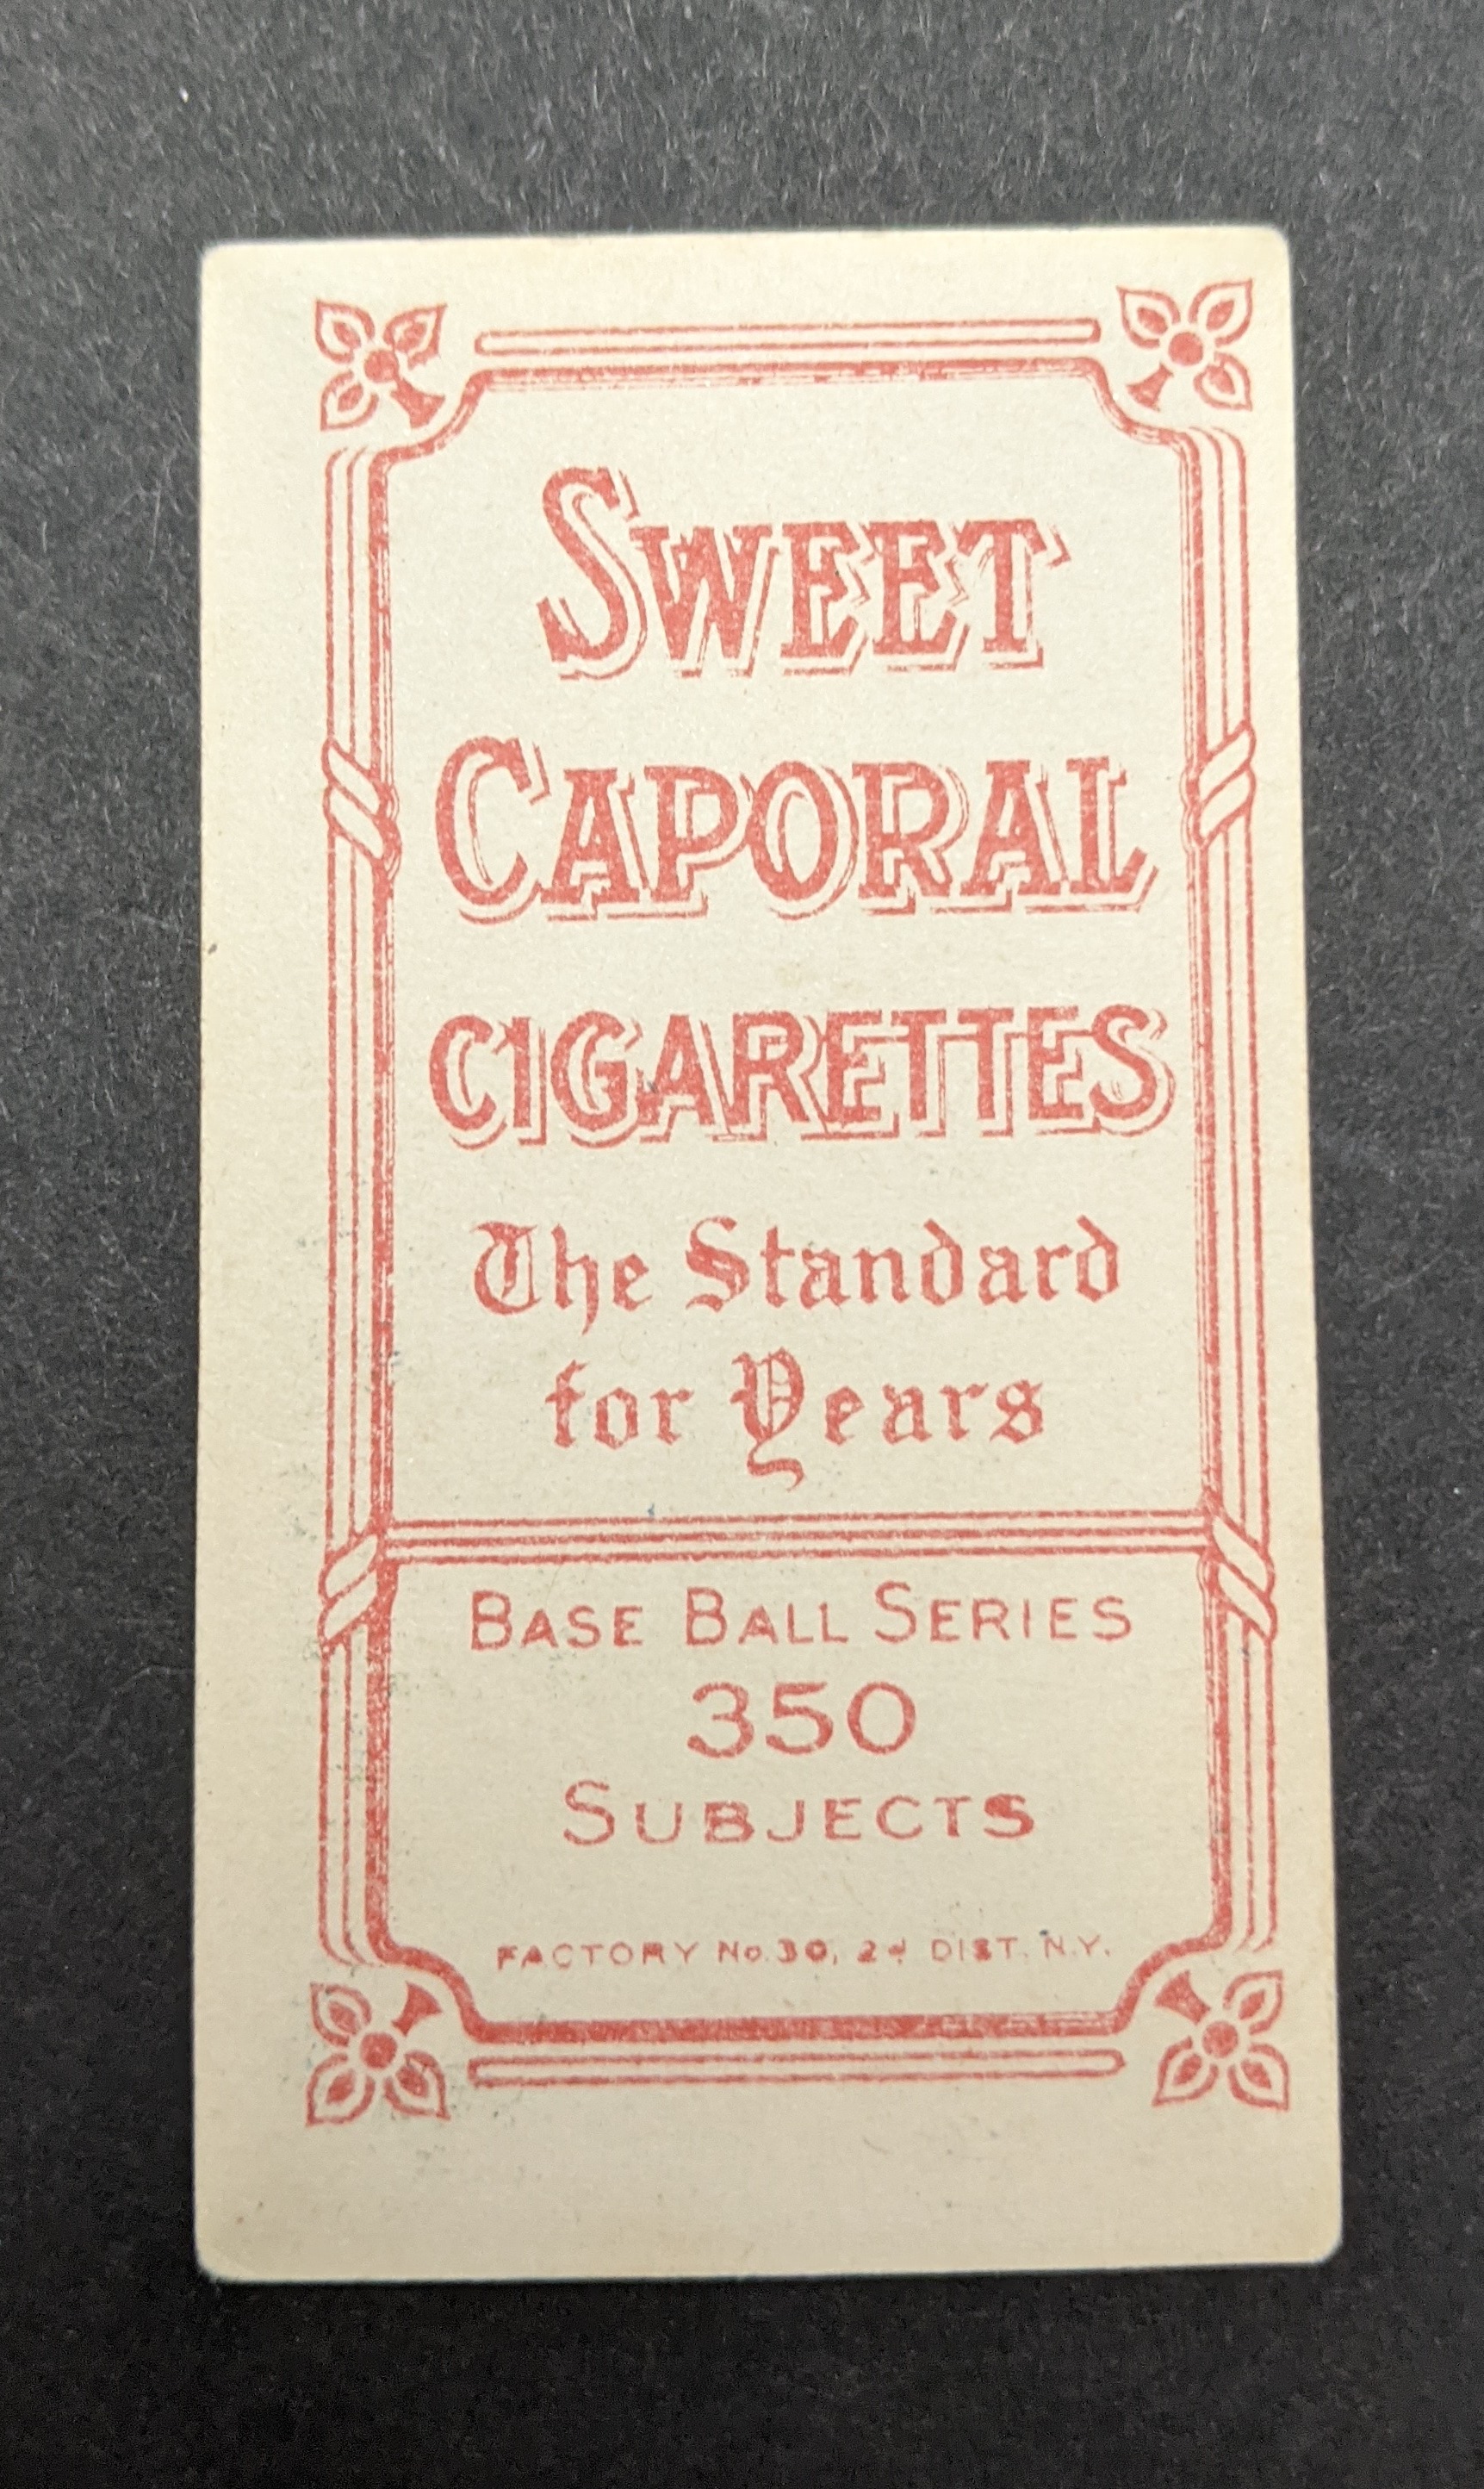 SWEET
CAPORAL
CIGARETTES
The Standard
for Years
BASE BALL SERIES
350
SUBJECTS
FACTORY No. 30, 2d DIST. N.Y.